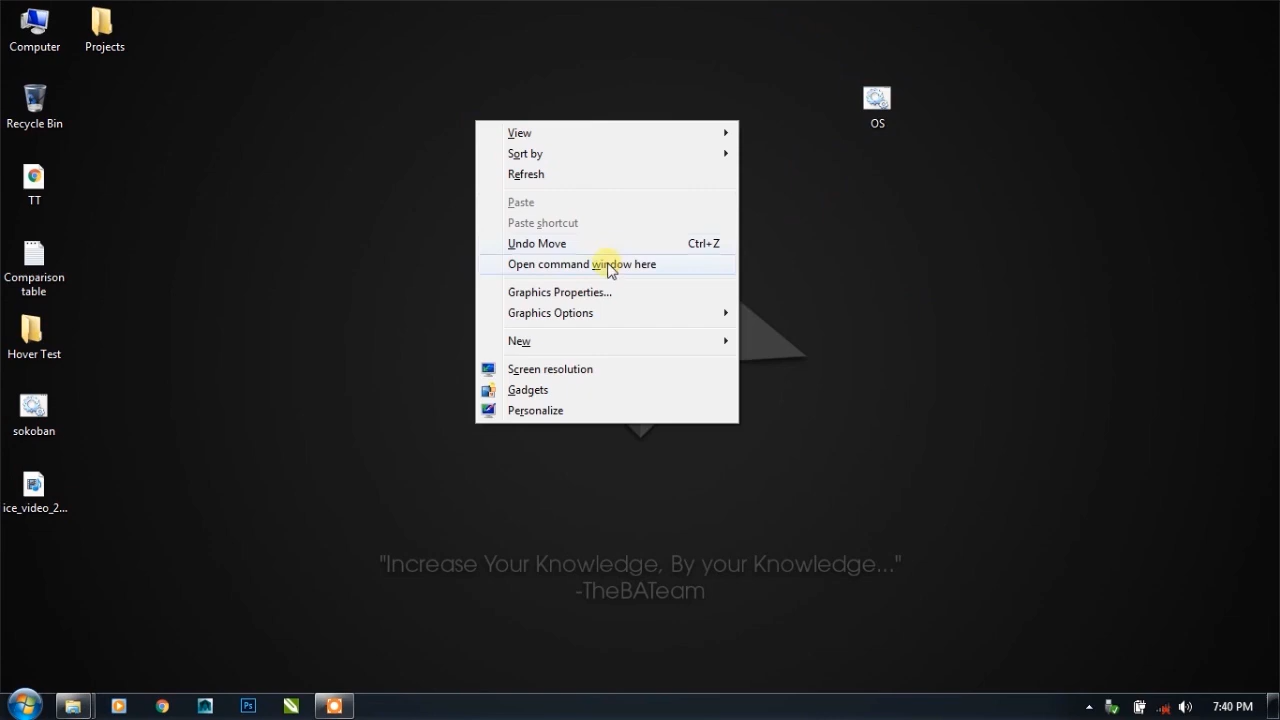 Computer
Projects
Recycle Bin
OS
TT
Comparison
table
Hover Test
sokoban
ice_video_2...
View
Sort by
Refresh
Paste
Paste shortcut
Undo Move Ctrl+Z
Open command window here
Graphics Properties...
Graphics Options
New
Screen resolution
Gadgets
Personalize
"Increase Your Knowledge, By your Knowledge..."
-TheBATeam
Ps
7:40 PM